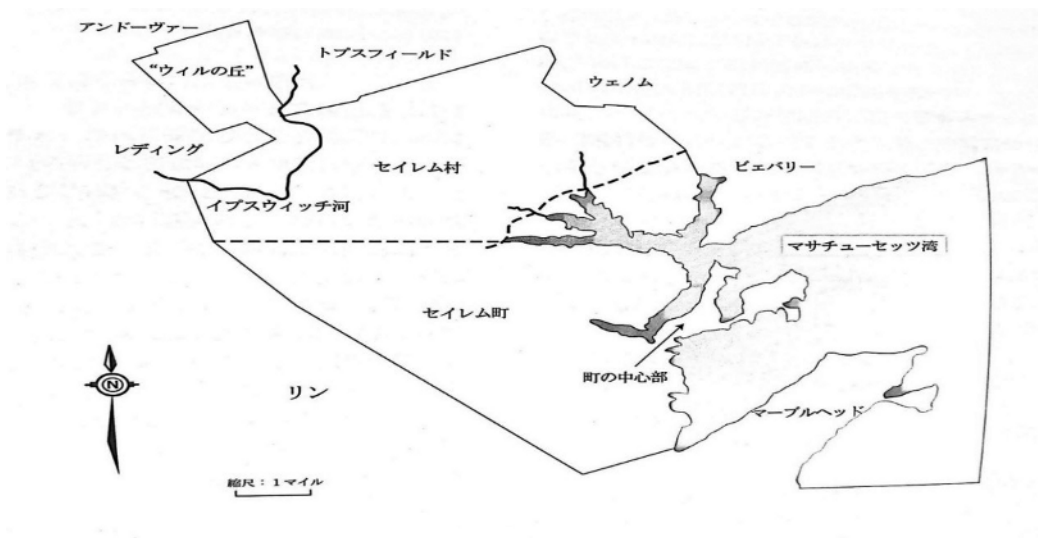 アンドーヴァー
トプスフィールド
“ウィルの丘”
ウェノム
レディング
セイレム村
ビェバリー
イプスウィッチ河
マサチューセッツ湾
セイレム町
町の中心部
N
リン
マーブルヘッド
縮尺：1マイル